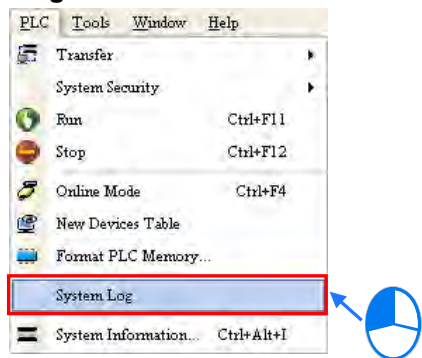 PLC Tools Window Help
Transfer
System Security
Run Ctrl+F11
Stop Ctrl+F12
Online Mode Ctrl+F4
New Devices Table
Format PLC Memory...
System Log
System Information... Ctrl+Alt+I